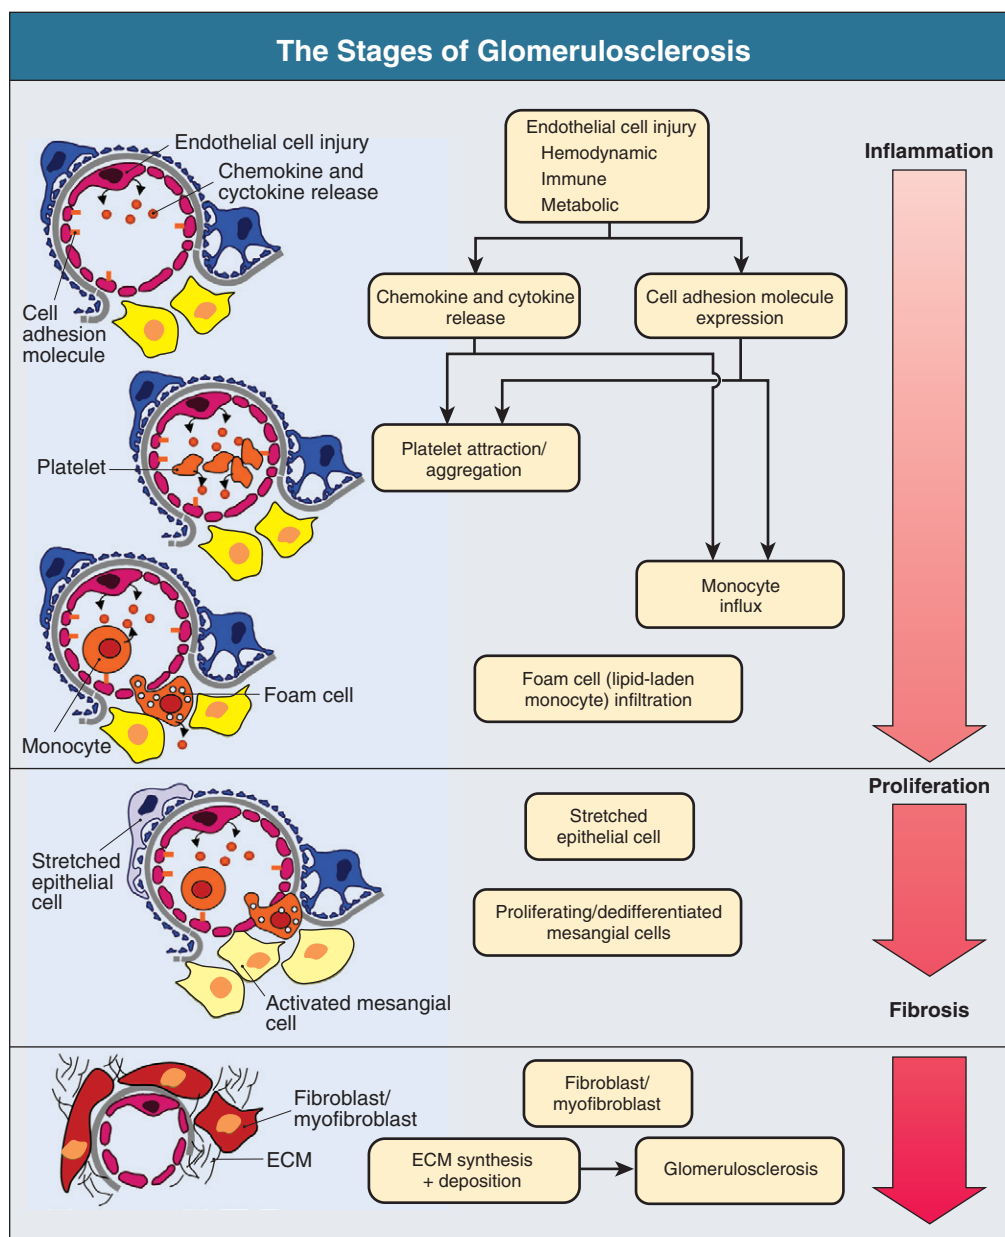 The Stages of Glomerulosclerosis
Endothelial cell injury
Chemokine and
cyctokine release
Cell
adhesion
molecule
Endothelial cell injury
Hemodynamic
Immune
Metabolic
Inflammation
Chemokine and cytokine
release
Cell adhesion molecule
expression
Platelet
Platelet attraction/
aggregation
Monocyte
influx
Foam cell
Monocyte
Foam cell (lipid-laden
monocyte) infiltration
Proliferation
Stretched
epithelial
cell
Activated mesangial
cell
Stretched
epithelial cell
Proliferating/dedifferentiated
mesangial cells
Fibrosis
Fibroblast/
myofibroblast
ECM
Fibroblast/
myofibroblast
ECM synthesis
+ deposition
Glomerulosclerosis